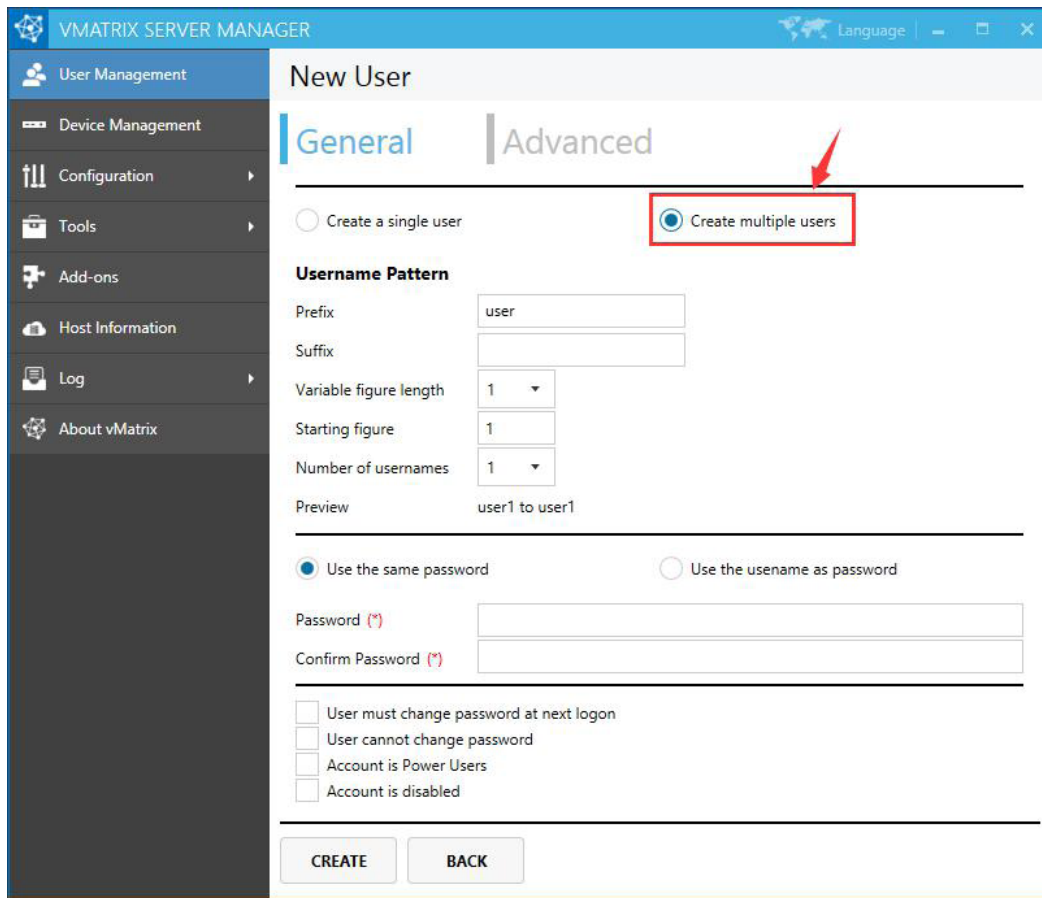 VMATRIX SERVER MANAGER
Language
User Management
Device Management
Configuration
Tools
Add-ons
Host Information
Log
About vMatrix
New User
General Advanced
Create a single user Create multiple users
Username Pattern
Prefix user
Suffix
Variable figure length 1
Starting figure 1
Number of usernames 1
Preview user1 to user1
Use the same password Use the usename as password
Password (*)
Confirm Password (*)
User must change password at next logon
User cannot change password
Account is Power Users
Account is disabled
CREATE BACK